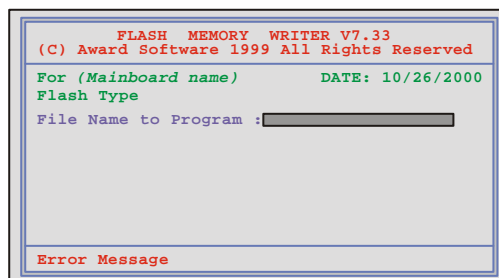 FLASH MEMORY WRITER V7.33
(C) Award Software 1999 All Rights Reserved
For (Mainboard name) DATE: 10/26/2000
Flash Type
File Name to Program :
Error Message